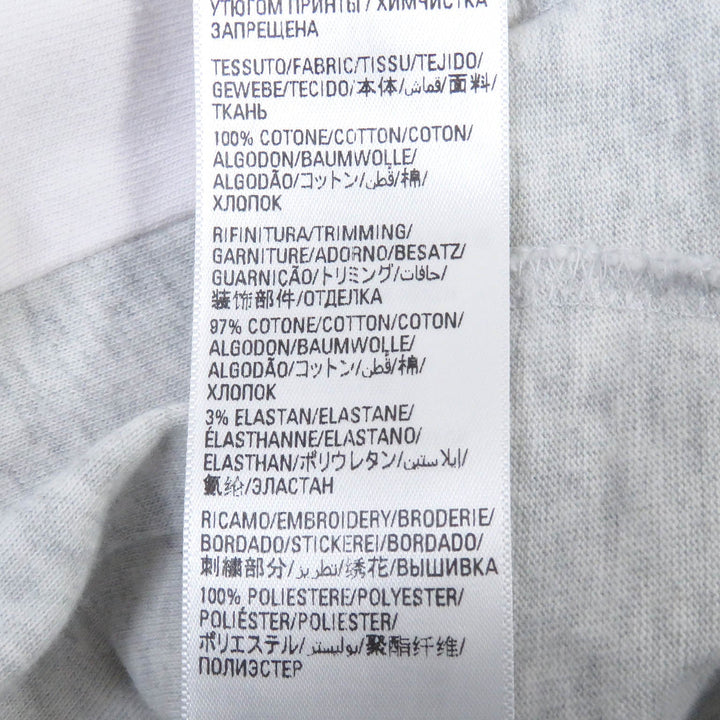 УТЮГОМ ПРИНТЫ / ХИМЧИСТКА
ЗАПРЕЩЕНА
TESSUTO/FABRIC/TISSU/TEJIDO/
GEWEBE/TECIDO/本体/قماش/面料/
ТКАНЬ
100% COTONE/COTTON/COTON/
ALGODON/BAUMWOLLE/
ALGODÃO/コットン/قُطن/棉/
ХЛОПОК
RIFINITURA/TRIMMING/
GARNITURE/ADORNO/BESATZ/
GUARNIÇÃO/トリミング/حافات/
装饰部件/ОТДЕЛКА
97% COTONE/COTTON/COTON/
ALGODON/BAUMWOLLE/
ALGODÃO/コットン/قُطن/棉/
ХЛОПОК
3% ELASTAN/ELASTANE/
ÉLASTHANNE/ELASTANO/
ELASTHAN/ポリウレタン/إيلاستين/
氨纶/ЭЛАСТАН
RICAMO/EMBROIDERY/BRODERIE/
BORDADO/STICKEREI/BORDADO/
刺繍部分/تطريز/绣花/ВЫШИВКА
100% POLIESTERE/POLYESTER/
POLIÉSTER/POLIESTER/
ポリエステル/بوليستر/聚酯纤维/
ПОЛИЭСТЕР